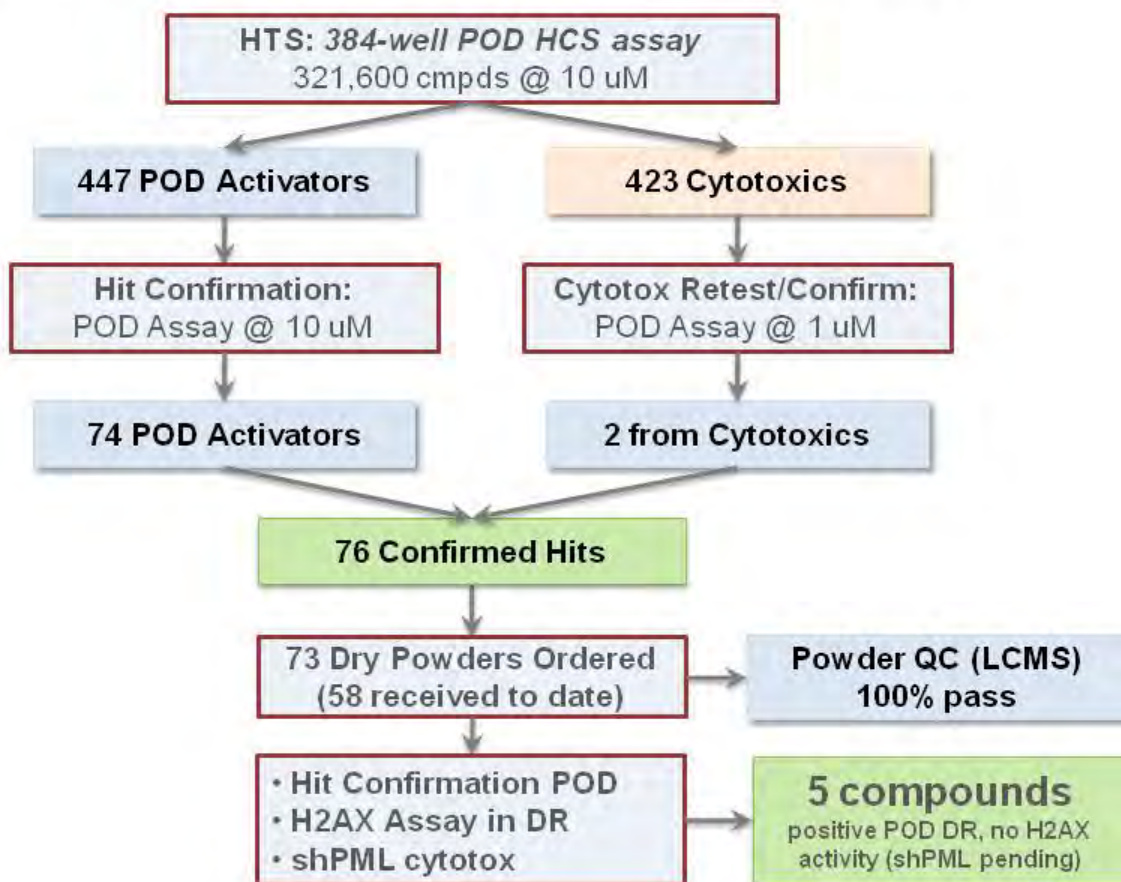 HTS: 384-well POD HCS assay
321,600 cmpds @ 10 uM
447 POD Activators
423 Cytotoxics
Hit Confirmation:
POD Assay @ 10 uM
Cytotox Retest/Confirm:
POD Assay @ 1 uM
74 POD Activators
2 from Cytotoxics
76 Confirmed Hits
73 Dry Powders Ordered
(58 received to date)
Powder QC (LCMS)
100% pass
• Hit Confirmation POD
• H2AX Assay in DR
• shPML cytotox
5 compounds
positive POD DR, no H2AX
activity (shPML pending)